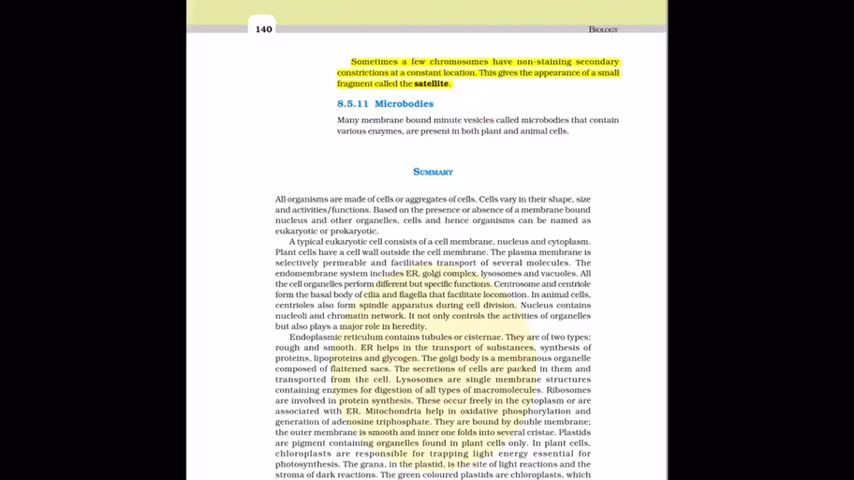 140
BIOLOGY
Sometimes a few chromosomes have non-staining secondary
constrictions at a constant location. This gives the appearance of a small
fragment called the satellite.
8.5.11 Microbodies
Many membrane bound minute vesicles called microbodies that contain
various enzymes, are present in both plant and animal cells.
SUMMARY
All organisms are made of cells or aggregates of cells. Cells vary in their shape, size
and activities/functions. Based on the presence or absence of a membrane bound
nucleus and other organelles, cells and hence organisms can be named as
eukaryotic or prokaryotic.
A typical eukaryotic cell consists of a cell membrane, nucleus and cytoplasm.
Plant cells have a cell wall outside the cell membrane. The plasma membrane is
selectively permeable and facilitates transport of several molecules. The
endomembrane system includes ER, golgi complex, lysosomes and vacuoles. All
the cell organelles perform different but specific functions. Centrosome and centriole
form the basal body of cilia and flagella that facilitate locomotion. In animal cells,
centrioles also form spindle apparatus during cell division. Nucleus contains
nucleoli and chromatin network. It not only controls the activities of organelles
but also plays a major role in heredity.
Endoplasmic reticulum contains tubules or cisternae. They are of two types:
rough and smooth. ER helps in the transport of substances, synthesis of
proteins, lipoproteins and glycogen. The golgi body is a membranous organelle
composed of flattened sacs. The secretions of cells are packed in them and
transported from the cell. Lysosomes are single membrane structures
containing enzymes for digestion of all types of macromolecules. Ribosomes
are involved in protein synthesis. These occur freely in the cytoplasm or are
associated with ER. Mitochondria help in oxidative phosphorylation and
generation of adenosine triphosphate. They are bound by double membrane;
the outer membrane is smooth and inner one folds into several cristae. Plastids
are pigment containing organelles found in plant cells only. In plant cells,
chloroplasts are responsible for trapping light energy essential for
photosynthesis. The grana, in the plastid, is the site of light reactions and the
stroma of dark reactions. The green coloured plastids are chloroplasts, which